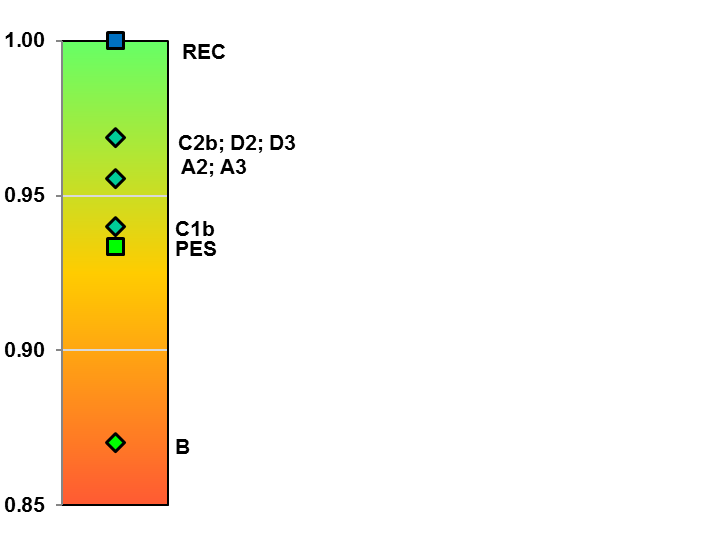 1.00
REC
C2b; D2; D3
A2; A3
0.95
C1b
PES
0.90
B
0.85